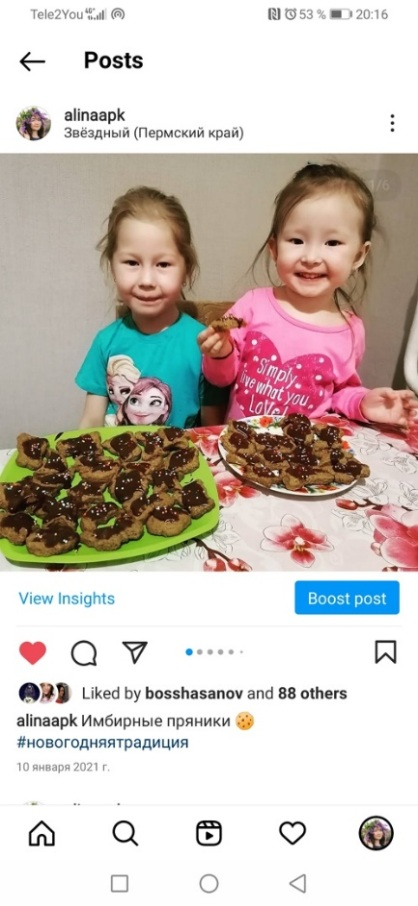 Tele2You 4G+ 53 % 20:16
Posts
alinaapk
Звёздный (Пермский край)
1/6
Simply
live what you
Love!
View Insights
Boost post
Liked by bosshasanov and 88 others
alinaapk Имбирные пряники
#новогодняятрадиция
10 января 2021 г.